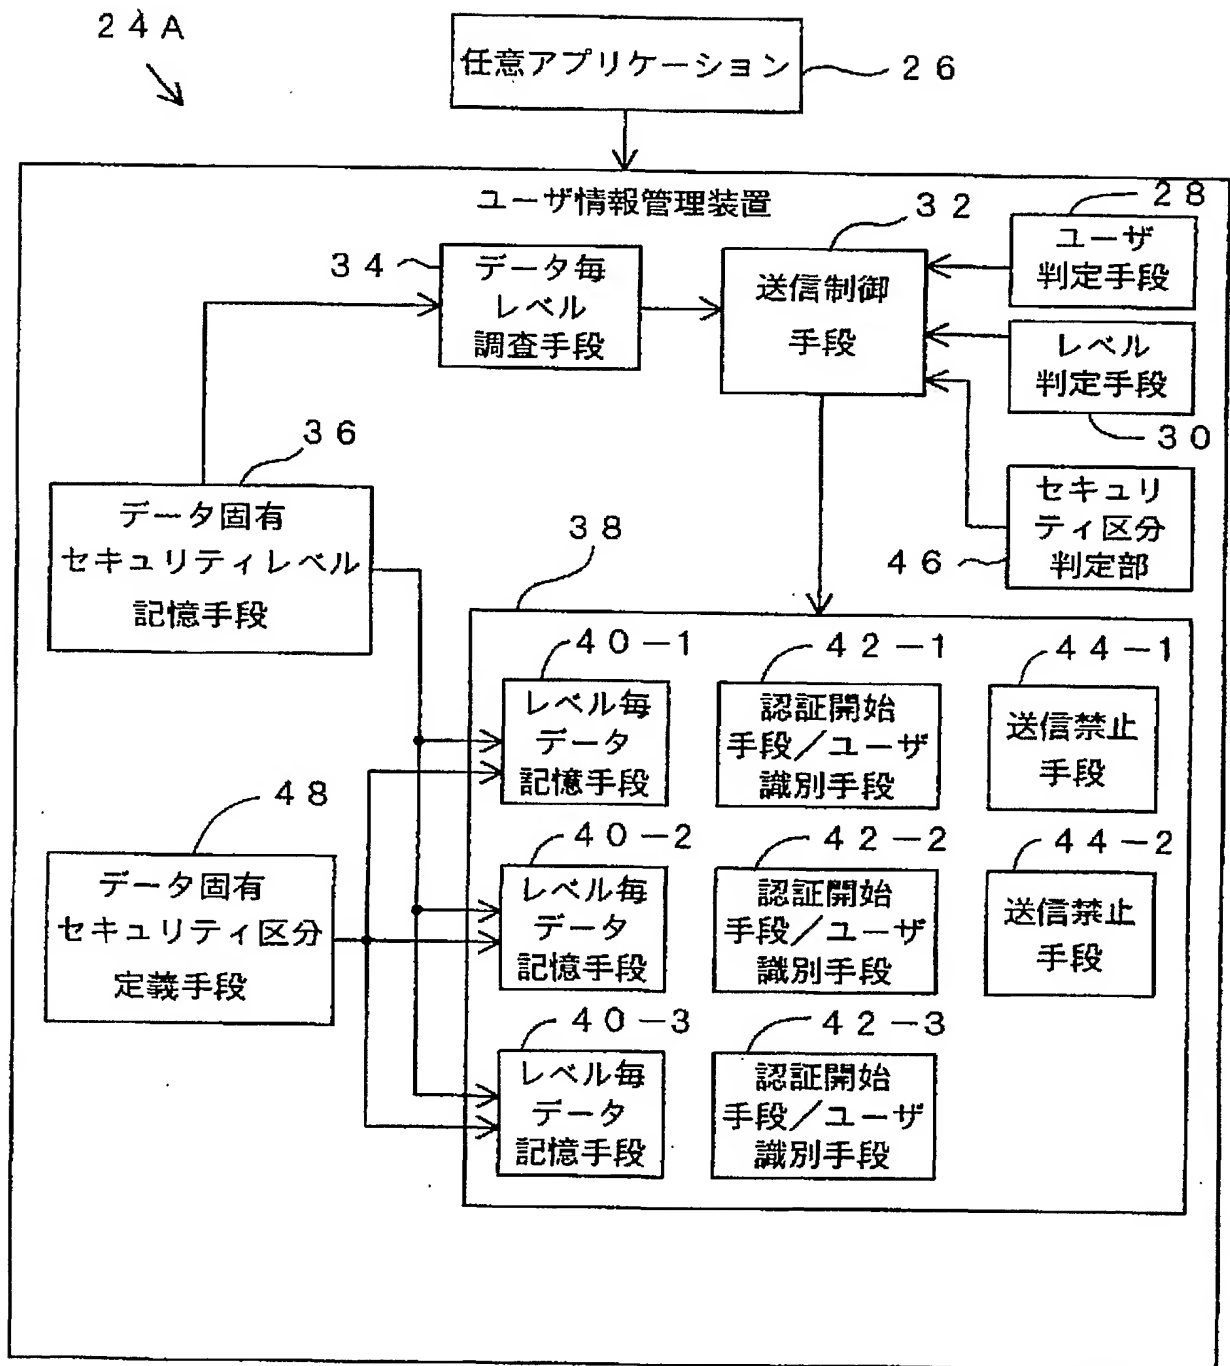 ２４Ａ
任意アプリケーション
２６
ユーザ情報管理装置
３２
２８
３４
データ毎
レベル
調査手段
送信制御
手段
ユーザ
判定手段
レベル
判定手段
３０
３６
データ固有
セキュリティレベル
記憶手段
セキュリ
ティ区分
判定部
４６
３８
４０－１
レベル毎
データ
記憶手段
４２－１
認証開始
手段／ユーザ
識別手段
４４－１
送信禁止
手段
４８
データ固有
セキュリティ区分
定義手段
４０－２
レベル毎
データ
記憶手段
４２－２
認証開始
手段／ユーザ
識別手段
４４－２
送信禁止
手段
４０－３
レベル毎
データ
記憶手段
４２－３
認証開始
手段／ユーザ
識別手段